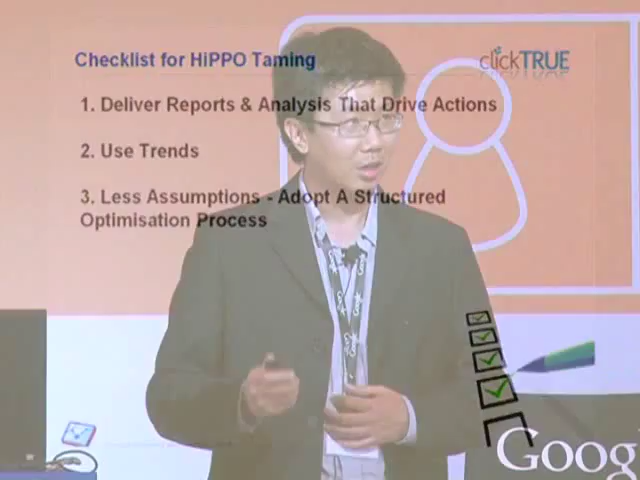 Checklist for HiPPO Taming
clickTRUE
1. Deliver Reports & Analysis That Drive Actions
2. Use Trends
3. Less Assumptions - Adopt A Structured
Optimisation Process
Goog